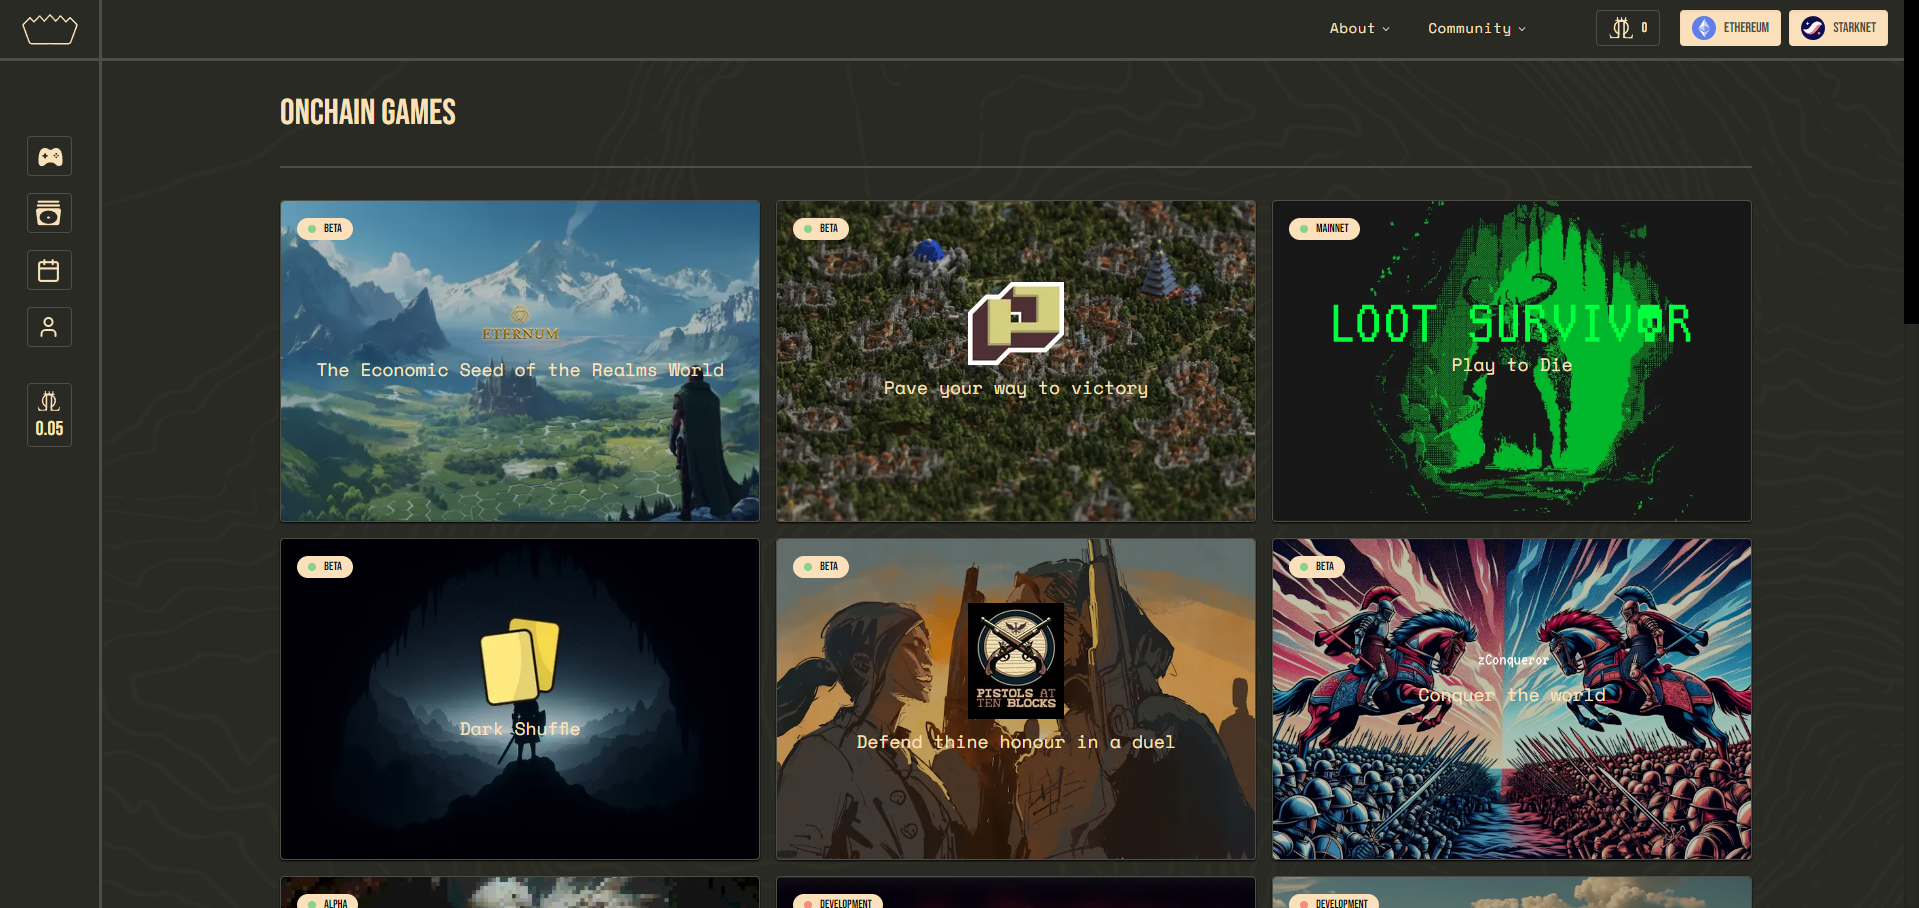 About
Community
0
ETHEREUM
STARKNET
ONCHAIN GAMES
0.05
BETA
ETERNUM
The Economic Seed of the Realms World
BETA
Pave your way to victory
MAINNET
LOOT SURVIVOR
Play to Die
BETA
Dark Shuffle
BETA
PISTOLS AT
TEN BLOCKS
Defend thine honour in a duel
BETA
zConqueror
Conquer the world
ALPHA
DEVELOPMENT
DEVELOPMENT